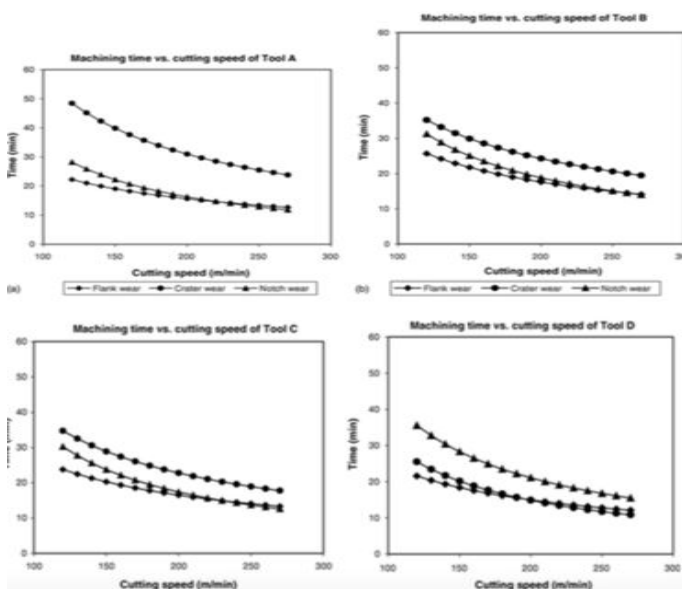 Machining time vs. cutting speed of Tool A
60
50
40
30
20
10
0
Time (min)
100 150 200 250 300
Cutting speed (m/min)
(a)
Flank wear Crater wear Notch wear
Machining time vs. cutting speed of Tool B
60
50
40
30
20
10
0
Time (min)
100 150 200 250 300
Cutting speed (m/min)
(b)
Flank wear Crater wear Notch wear
Machining time vs. cutting speed of Tool C
60
50
40
30
20
10
0
(min)
100 150 200 250 300
Cutting speed (m/min)
Machining time vs. cutting speed of Tool D
60
50
40
30
20
10
0
Time (min)
100 150 200 250 300
Cutting speed (m/min)